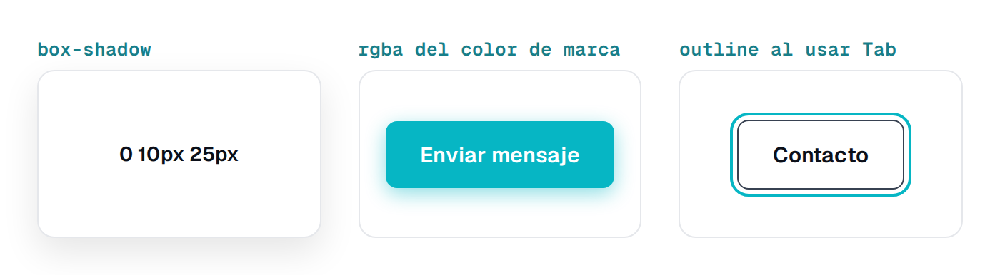 box-shadow
rgba del color de marca
outline al usar Tab
0 10px 25px
Enviar mensaje
Contacto